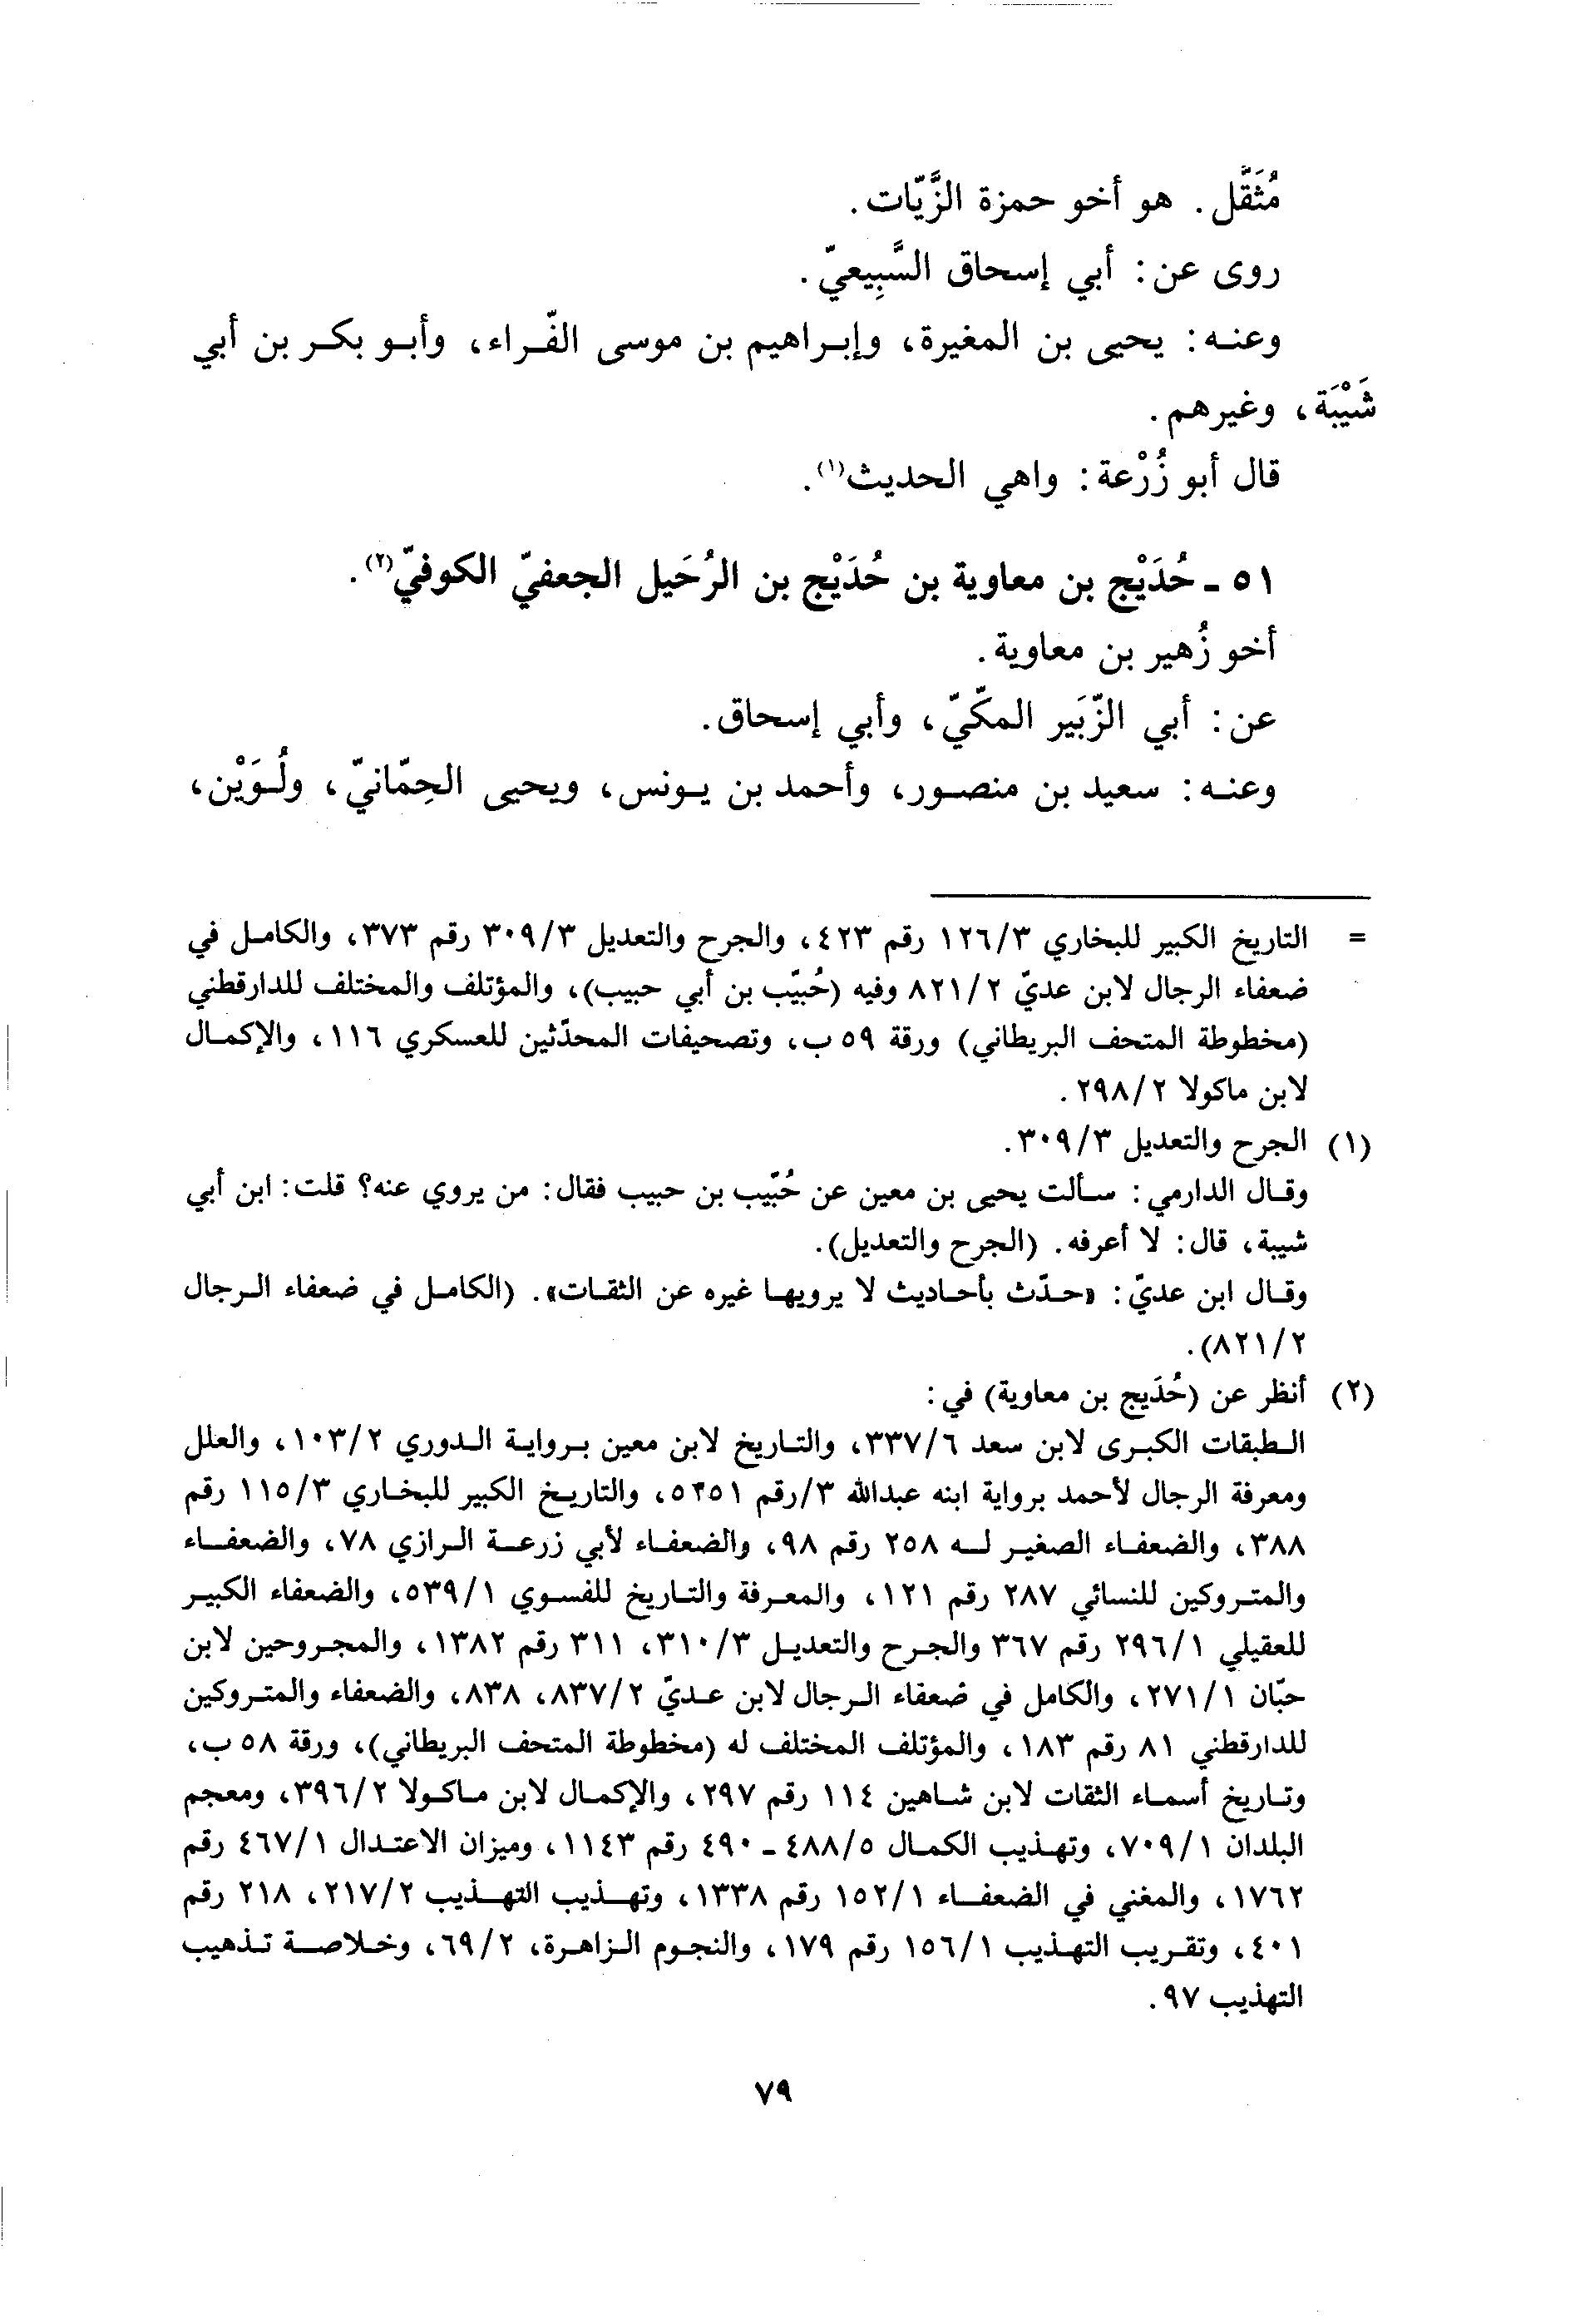 مُثَقَّل. هو أخو حمزة الزَّيّات.
روى عن: أبي إسحاق السَّبِيعيّ.
وعنه: يحيى بن المغيرة، وإبراهيم بن موسى الفّراء، وأبو بكر بن أبي
شَيْبَة، وغيرهم.
قال أبو زُرْعة: واهي الحديث(١).
٥١ ـ حُدَيْج بن معاوية بن حُدَيْج بن الرُحَيل الجعفيّ الكوفيّ(٢).
أخو زُهير بن معاوية.
عن: أبي الزّبَير المكّيّ، وأبي إسحاق.
وعنه: سعيد بن منصور، وأحمد بن يونس، ويحيى الحِمّانيّ، ولُوَيْن،
= التاريخ الكبير للبخاري ١٢٦/٣ رقم ٤٢٣، والجرح والتعديل ٣٠٩/٣ رقم ٣٧٣، والكامل في
ضعفاء الرجال لابن عديّ ٨٢١/٢ وفيه (حُبيّب بن أبي حبيب)، والمؤتلف والمختلف للدارقطني
(مخطوطة المتحف البريطاني) ورقة ٥٩ ب، وتصحيفات المحدّثين للعسكري ١١٦، والإكمال
لابن ماكولا ٢٩٨/٢.
(١) الجرح والتعديل ٣٠٩/٣.
وقال الدارمي: سألت يحيى بن معين عن حُبّيب بن حبيب فقال: من يروي عنه؟ قلت: ابن أبي
شيبة، قال: لا أعرفه. (الجرح والتعديل).
وقال ابن عديّ: «حدّث بأحاديث لا يرويها غيره عن الثقات». (الكامل في ضعفاء الرجال
٨٢١/٢).
(٢) أنظر عن (حُدَيج بن معاوية) في:
الطبقات الكبرى لابن سعد ٣٣٧/٦، والتاريخ لابن معين برواية الدوري ١٠٣/٢، والعلل
ومعرفة الرجال لأحمد برواية ابنه عبدالله ٣/رقم ٥٢٥١، والتاريخ الكبير للبخاري ١١٥/٣ رقم
٣٨٨، والضعفاء الصغير له ٢٥٨ رقم ٩٨، والضعفاء لأبي زرعة الرازي ٧٨، والضعفاء
والمتروكين للنسائي ٢٨٧ رقم ١٢١، والمعرفة والتاريخ للفسوي ٥٣٩/١، والضعفاء الكبير
للعقيلي ٢٩٦/١ رقم ٣٦٧ والجرح والتعديل ٣١٠/٣، ٣١١ رقم ١٣٨٢، والمجروحين لابن
حبّان ٢٧١/١، والكامل في ضعفاء الرجال لابن عديّ ٨٣٧/٢، ٨٣٨، والضعفاء والمتروكين
للدارقطني ٨١ رقم ١٨٣، والمؤتلف المختلف له (مخطوطة المتحف البريطاني)، ورقة ٥٨ ب،
وتاريخ أسماء الثقات لابن شاهين ١١٤ رقم ٢٩٧، والإكمال لابن ماكولا ٣٩٦/٢، ومعجم
البلدان ٧٠٩/١، وتهذيب الكمال ٤٨٨/٥ ـ ٤٩٠ رقم ١١٤٣، وميزان الاعتدال ٤٦٧/١ رقم
١٧٦٢، والمغني في الضعفاء ١٥٢/١ رقم ١٣٣٨، وتهذيب التهذيب ٢١٧/٢، ٢١٨ رقم
٤٠١، وتقريب التهذيب ١٥٦/١ رقم ١٧٩، والنجوم الزاهرة، ٦٩/٢، وخلاصة تذهيب
التهذيب ٩٧.
٧٩